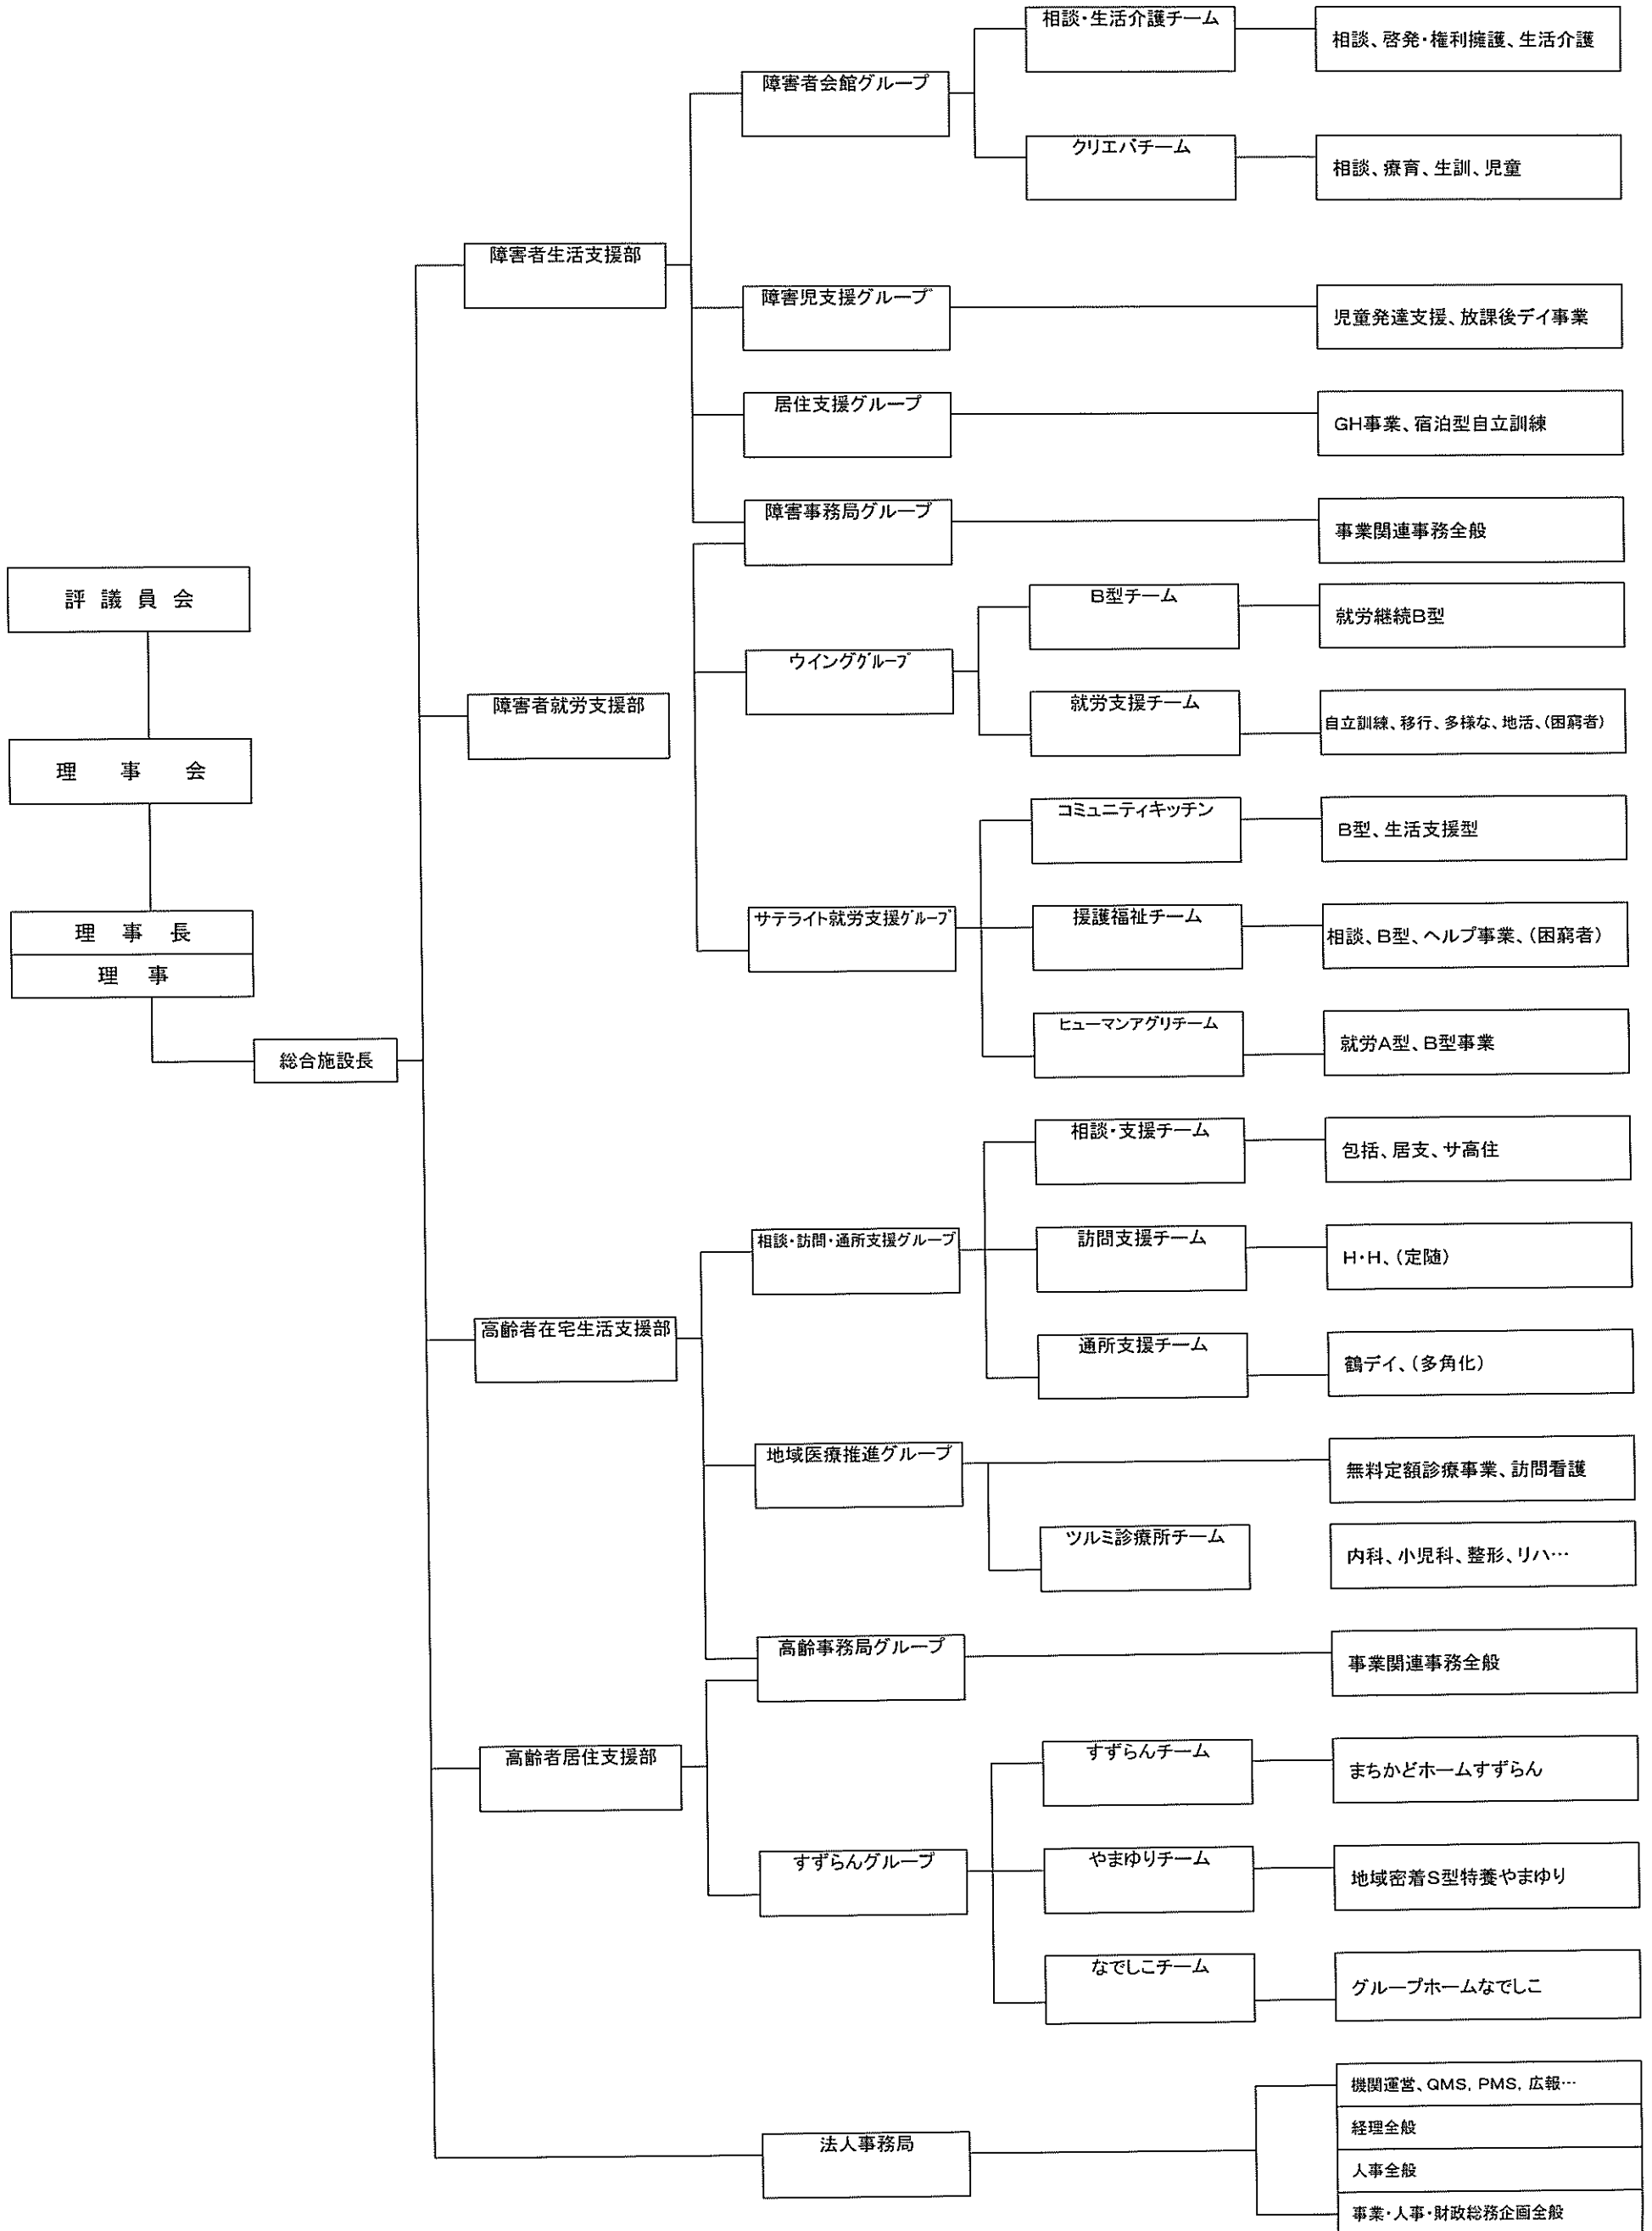 相談・生活介護チーム
相談、啓発・権利擁護、生活介護
障害者会館グループ
クリエバチーム
相談、療育、生訓、児童
障害者生活支援部
障害児支援グループ
児童発達支援、放課後デイ事業
居住支援グループ
GH事業、宿泊型自立訓練
障害事務局グループ
事業関連事務全般
評議員会
B型チーム
就労継続B型
ウインググループ
障害者就労支援部
就労支援チーム
自立訓練、移行、多様な、地活、(困窮者)
理事会
コミュニティキッチン
B型、生活支援型
理事長
サテライト就労支援グループ
援護福祉チーム
相談、B型、ヘルプ事業、(困窮者)
理事
ヒューマンアグリチーム
就労A型、B型事業
総合施設長
相談・支援チーム
包括、居支、サ高住
相談・訪問・通所支援グループ
訪問支援チーム
H・H、(定随)
高齢者在宅生活支援部
通所支援チーム
鶴デイ、(多角化)
地域医療推進グループ
無料定額診療事業、訪問看護
ツルミ診療所チーム
内科、小児科、整形、リハ…
高齢事務局グループ
事業関連事務全般
高齢者居住支援部
すずらんチーム
まちかどホームすずらん
すずらんグループ
やまゆりチーム
地域密着S型特養やまゆり
なでしこチーム
グループホームなでしこ
機関運営、QMS, PMS, 広報…
経理全般
法人事務局
人事全般
事業・人事・財政総務企画全般